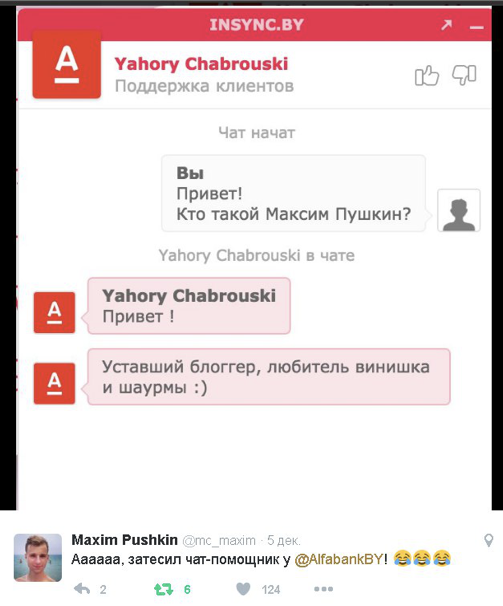 INSYNC.BY
A
Yahory Chabrouski
Поддержка клиентов
Чат начат
Вы
Привет!
Кто такой Максим Пушкин?
Yahory Chabrouski в чате
A
Yahory Chabrouski
Привет !
A
Уставший блоггер, любитель винишка
и шаурмы :)
Maxim Pushkin @mc_maxim · 5 дек.
Аааааа, затесил чат-помощник у @AlfabankBY! 😂😂😂
2 6 124